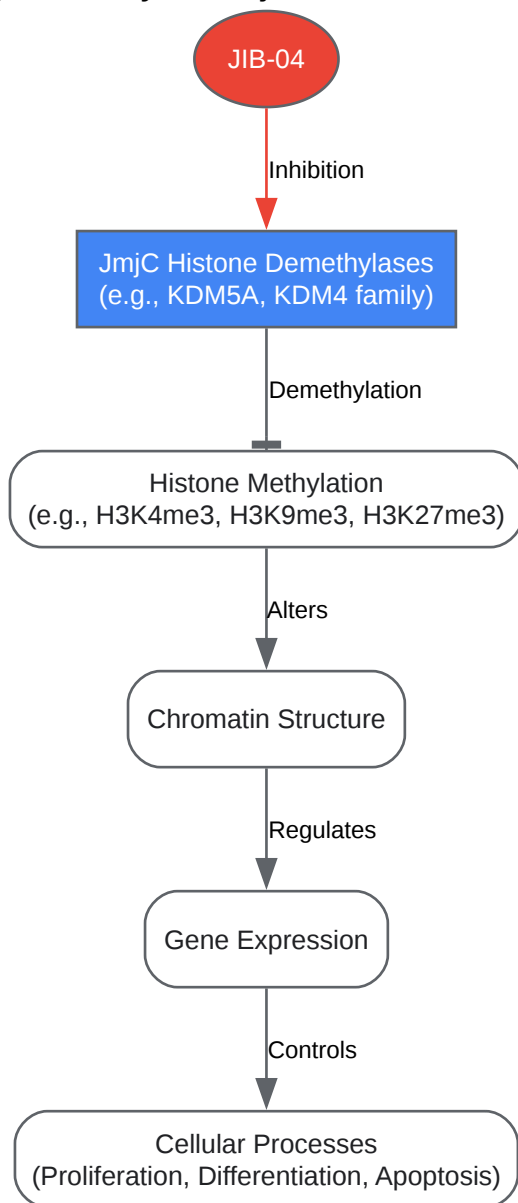 JIB-04
Inhibition
JmjC Histone Demethylases
(e.g., KDM5A, KDM4 family)
Demethylation
Histone Methylation
(e.g., H3K4me3, H3K9me3, H3K27me3)
Alters
Chromatin Structure
Regulates
Gene Expression
Controls
Cellular Processes
(Proliferation, Differentiation, Apoptosis)